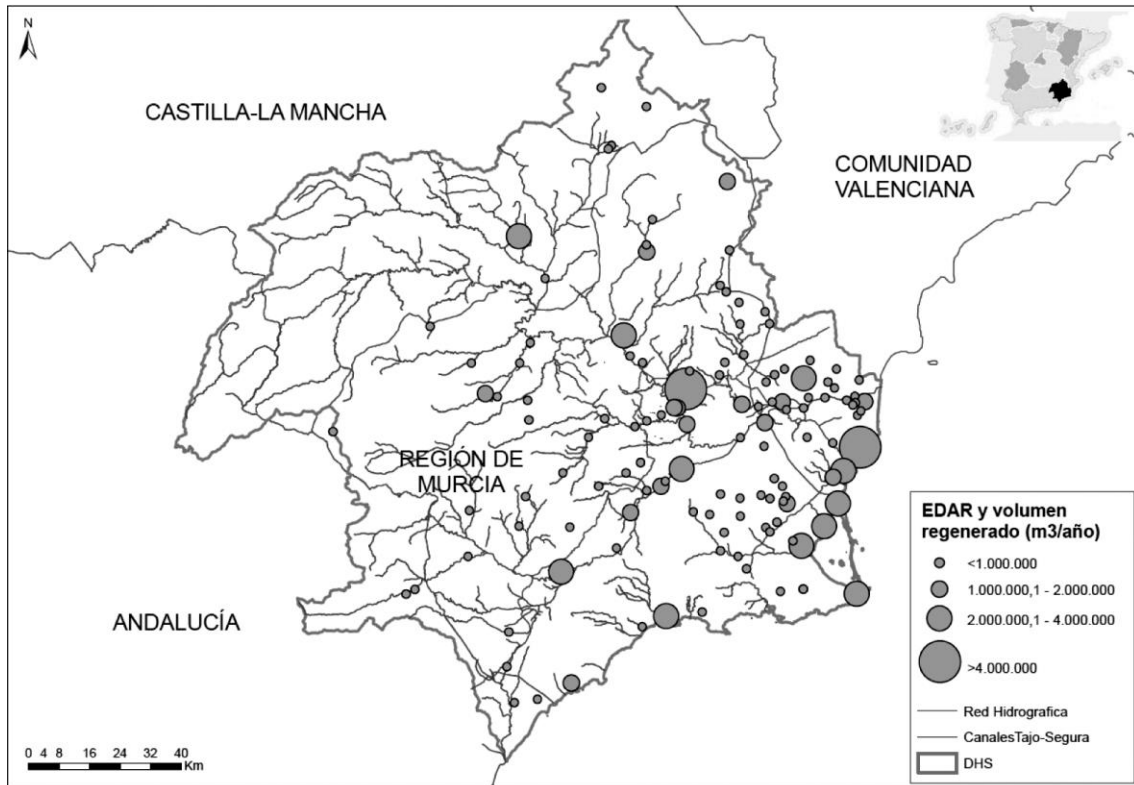 N
CASTILLA-LA MANCHA
COMUNIDAD
VALENCIANA
REGIÓN DE
MURCIA
ANDALUCÍA
EDAR y volumen
regenerado (m3/año)
<1.000.000
1.000.000,1 - 2.000.000
2.000.000,1 - 4.000.000
>4.000.000
Red Hidrografica
CanalesTajo-Segura
DHS
0 4 8 16 24 32 40
Km